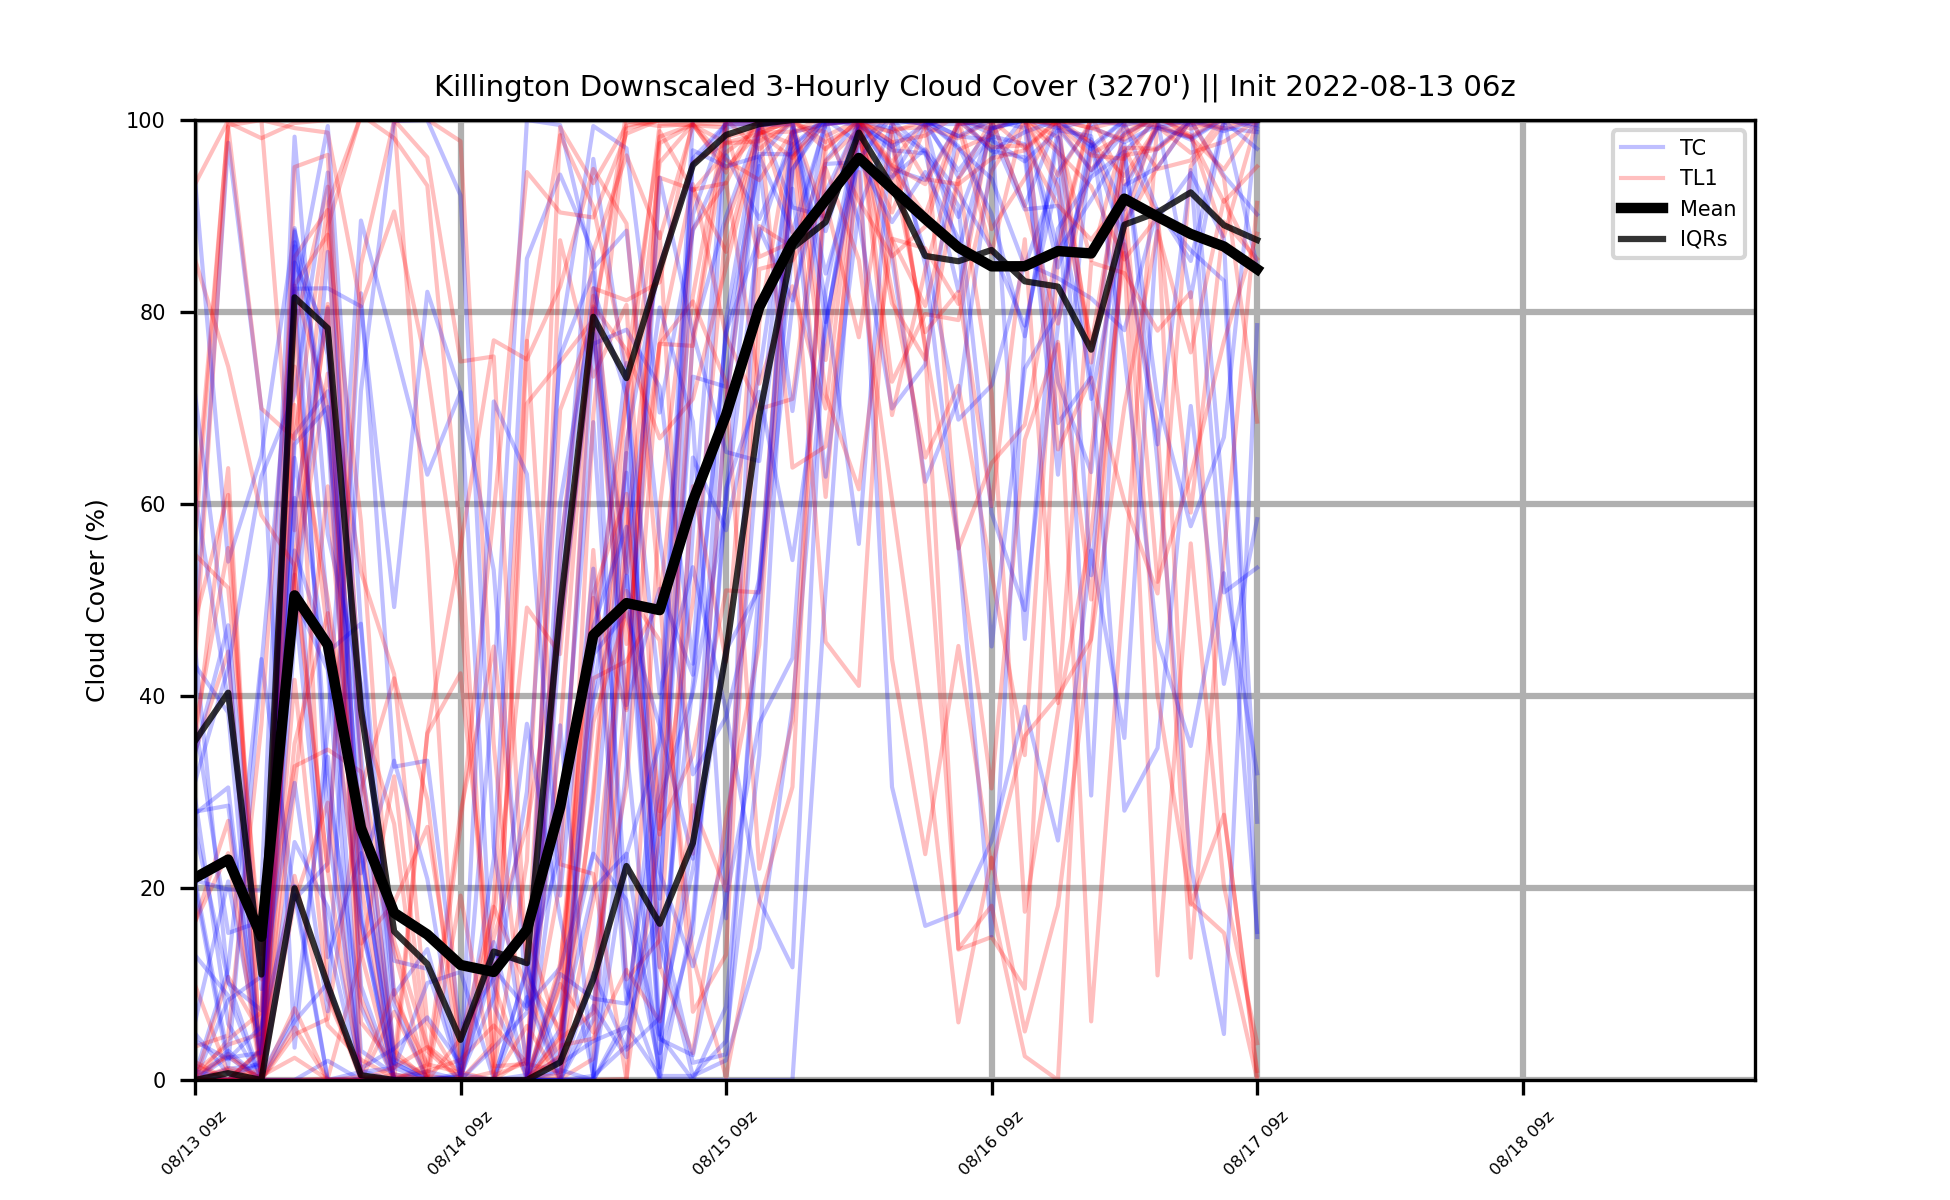 Killington Downscaled 3-Hourly Cloud Cover (3270') || Init 2022-08-13 06z
TC
TL1
Mean
IQRs
Cloud Cover (%)
100
80
60
40
20
0
08/13 09z
08/14 09z
08/15 09z
08/16 09z
08/17 09z
08/18 09z